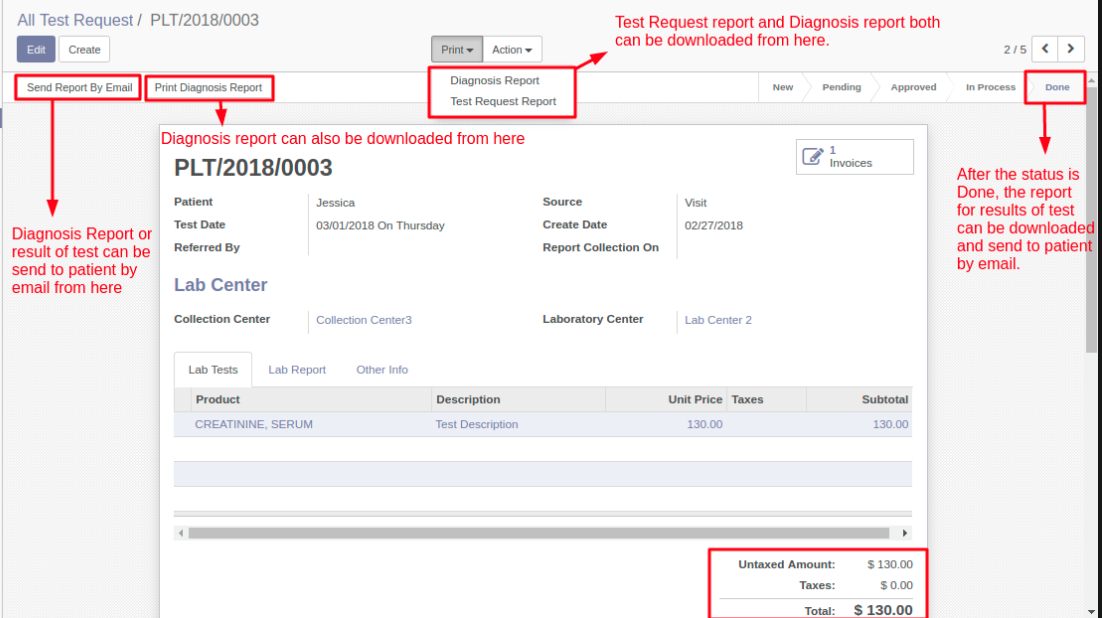 All Test Request / PLT/2018/0003
Test Request report and Diagnosis report both
can be downloaded from here.
Edit Create Print Action 2 / 5
Diagnosis Report
Test Request Report
Send Report By Email Print Diagnosis Report New Pending Approved In Process Done
Diagnosis report can also be downloaded from here
PLT/2018/0003
1
Invoices
Patient Jessica Source Visit
Test Date 03/01/2018 On Thursday Create Date 02/27/2018
Referred By Report Collection On
After the status is
Done, the report
for results of test
can be downloaded
and send to patient
by email.
Diagnosis Report or
result of test can be
send to patient by
email from here
Lab Center
Collection Center Collection Center3 Laboratory Center Lab Center 2
Lab Tests Lab Report Other Info
Product Description Unit Price Taxes Subtotal
CREATININE, SERUM Test Description 130.00 130.00
Untaxed Amount: $ 130.00
Taxes: $ 0.00
Total: $ 130.00